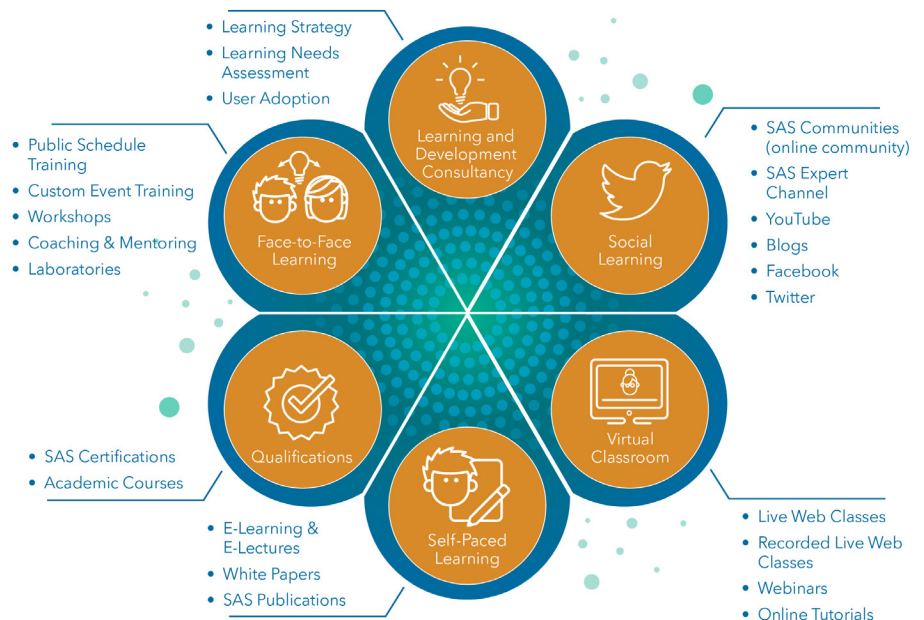 • Learning Strategy
• Learning Needs
Assessment
• User Adoption
Learning and
Development
Consultancy
• SAS Communities
(online community)
• SAS Expert
Channel
• YouTube
• Blogs
• Facebook
• Twitter
Social
Learning
• Public Schedule
Training
• Custom Event Training
• Workshops
• Coaching & Mentoring
• Laboratories
Face-to-Face
Learning
Qualifications
• SAS Certifications
• Academic Courses
Virtual
Classroom
• Live Web Classes
• Recorded Live Web
Classes
• Webinars
• Online Tutorials
Self-Paced
Learning
• E-Learning &
E-Lectures
• White Papers
• SAS Publications